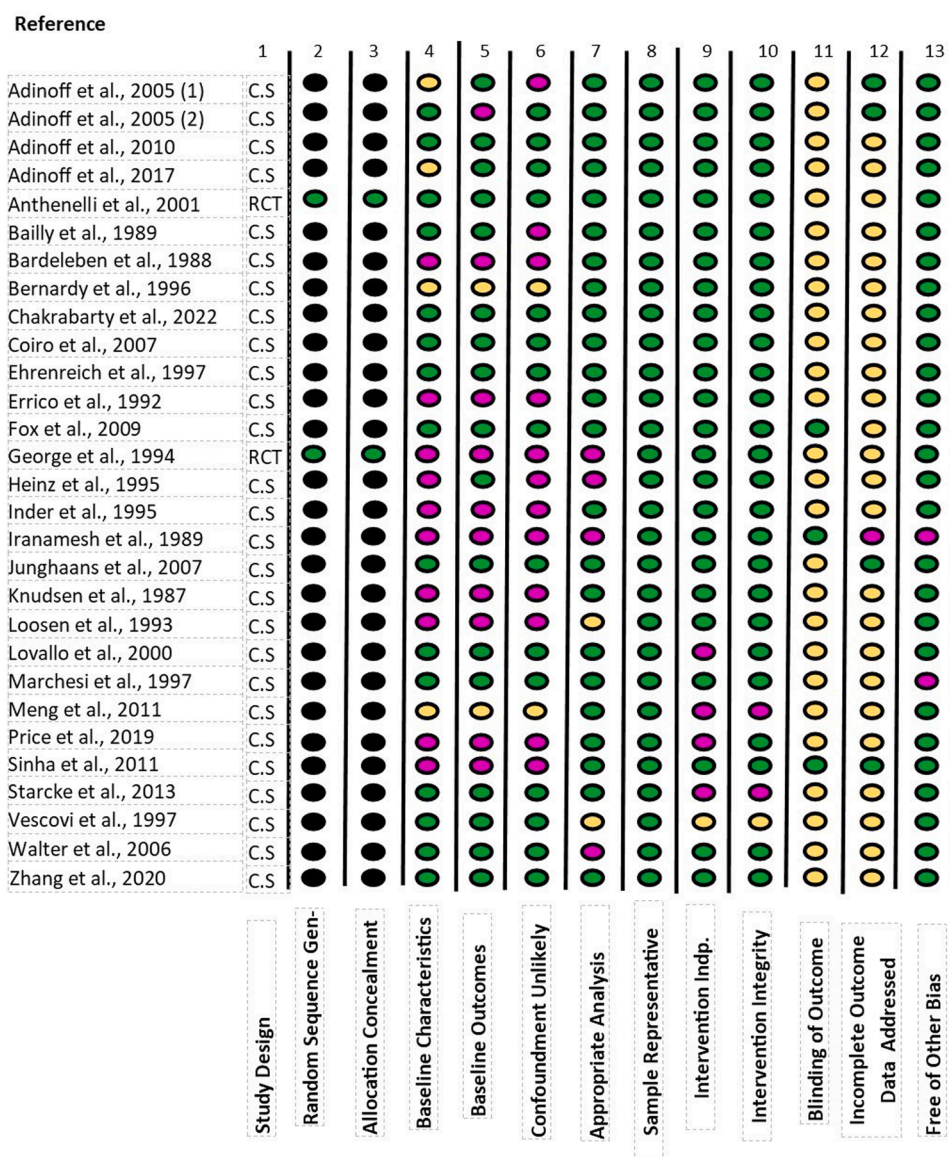 Reference
1 2 3 4 5 6 7 8 9 10 11 12 13
Adinoff et al., 2005 (1) C.S
Adinoff et al., 2005 (2) C.S
Adinoff et al., 2010 C.S
Adinoff et al., 2017 C.S
Anthenelli et al., 2001 RCT
Bailly et al., 1989 C.S
Bardeleben et al., 1988 C.S
Bernardy et al., 1996 C.S
Chakrabarty et al., 2022 C.S
Coiro et al., 2007 C.S
Ehrenreich et al., 1997 C.S
Errico et al., 1992 C.S
Fox et al., 2009 C.S
George et al., 1994 RCT
Heinz et al., 1995 C.S
Inder et al., 1995 C.S
Iranamesh et al., 1989 C.S
Junghaans et al., 2007 C.S
Knudsen et al., 1987 C.S
Loosen et al., 1993 C.S
Lovallo et al., 2000 C.S
Marchesi et al., 1997 C.S
Meng et al., 2011 C.S
Price et al., 2019 C.S
Sinha et al., 2011 C.S
Starcke et al., 2013 C.S
Vescovi et al., 1997 C.S
Walter et al., 2006 C.S
Zhang et al., 2020 C.S
Study Design
Random Sequence Gen-
Allocation Concealment
Baseline Characteristics
Baseline Outcomes
Confoundment Unlikely
Appropriate Analysis
Sample Representative
Intervention Indp.
Intervention Integrity
Blinding of Outcome
Incomplete Outcome
Data Addressed
Free of Other Bias